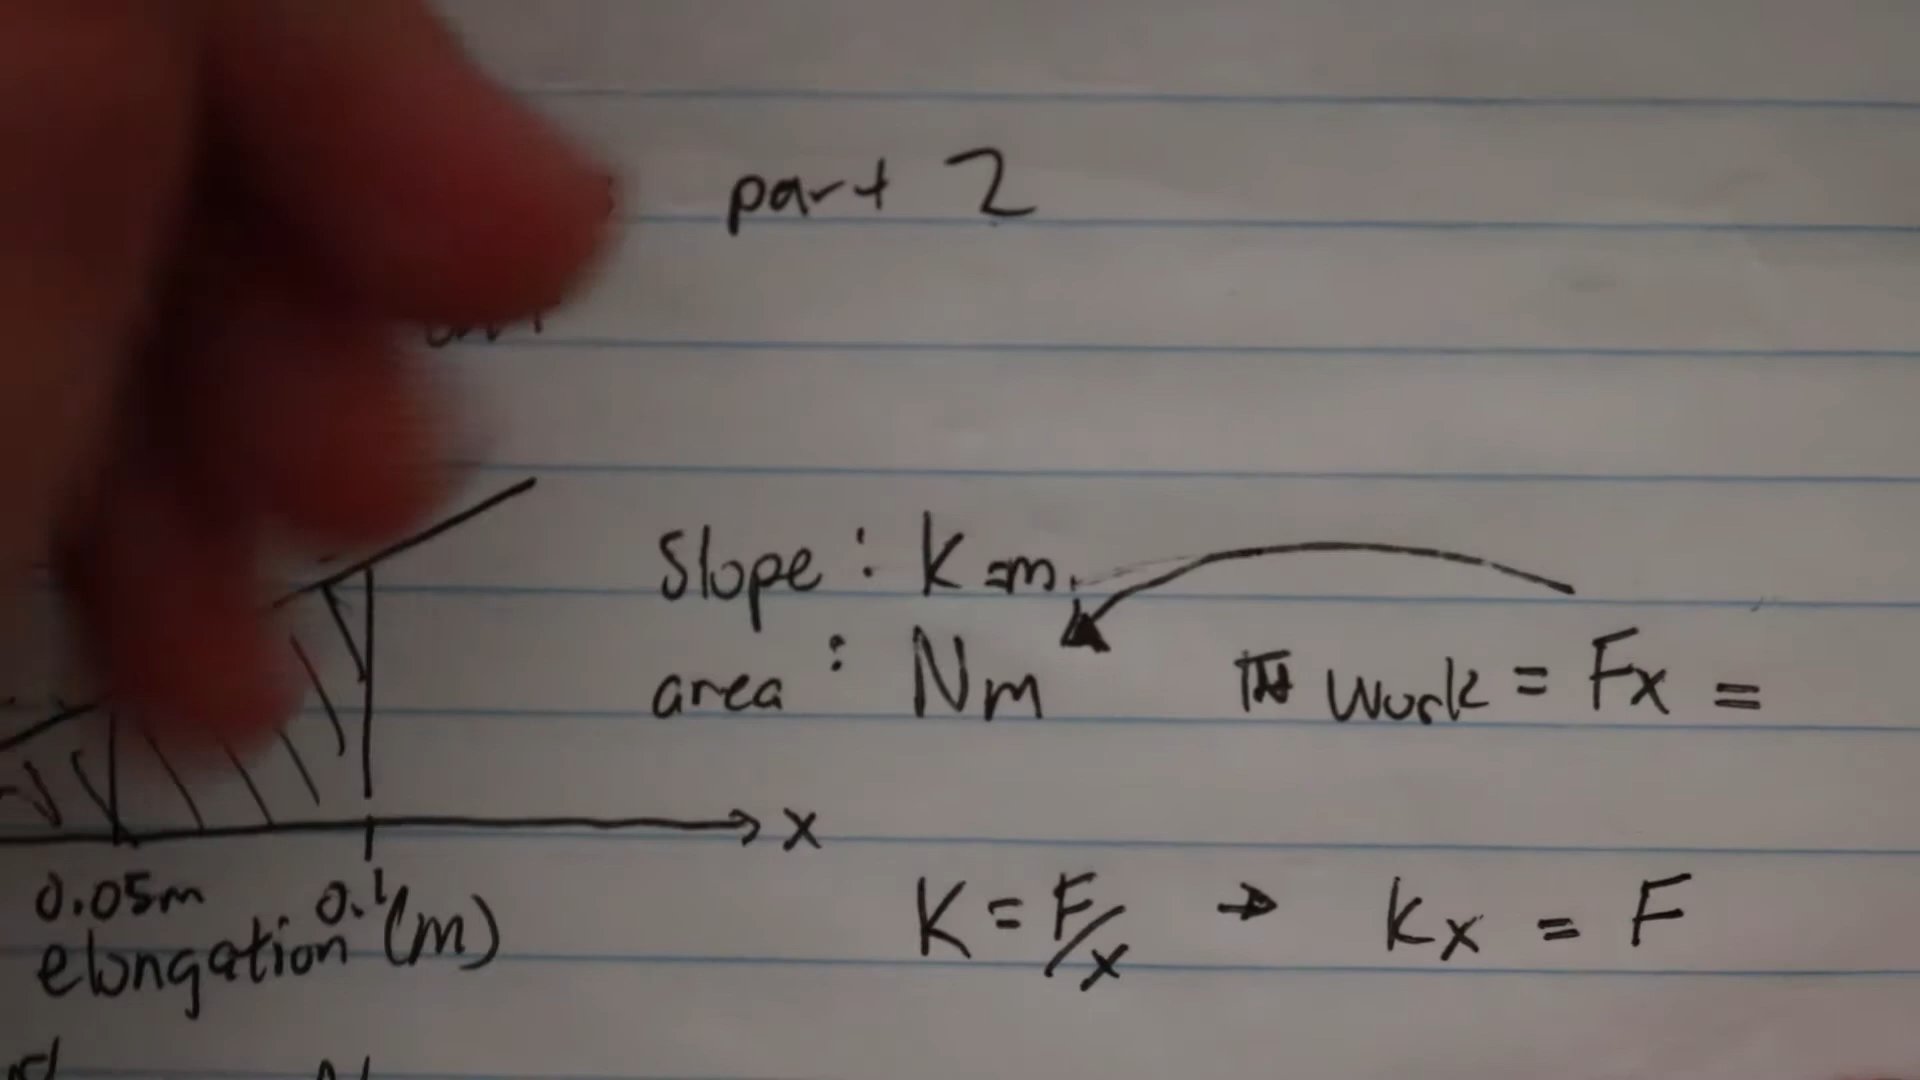 part 2
Slope : K = m
area : Nm
Work = Fx =
x
0.05m 0.1
elongation (m)
K = F/x → kx = F